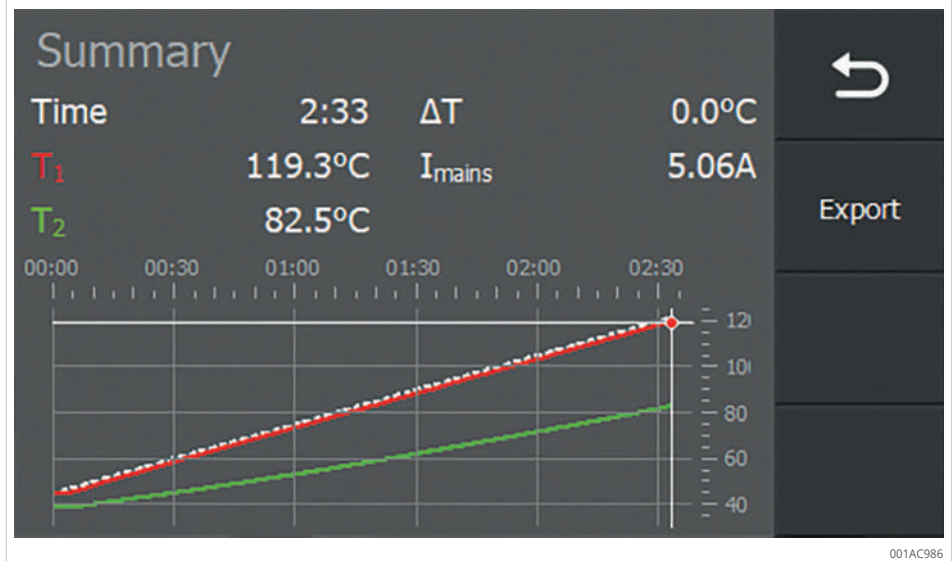 Summary
Time 2:33 ΔT 0.0°C
T1 119.3°C Imains 5.06A
Export
T2 82.5°C
00:00 00:30 01:00 01:30 02:00 02:30
80
60
40
001AC986